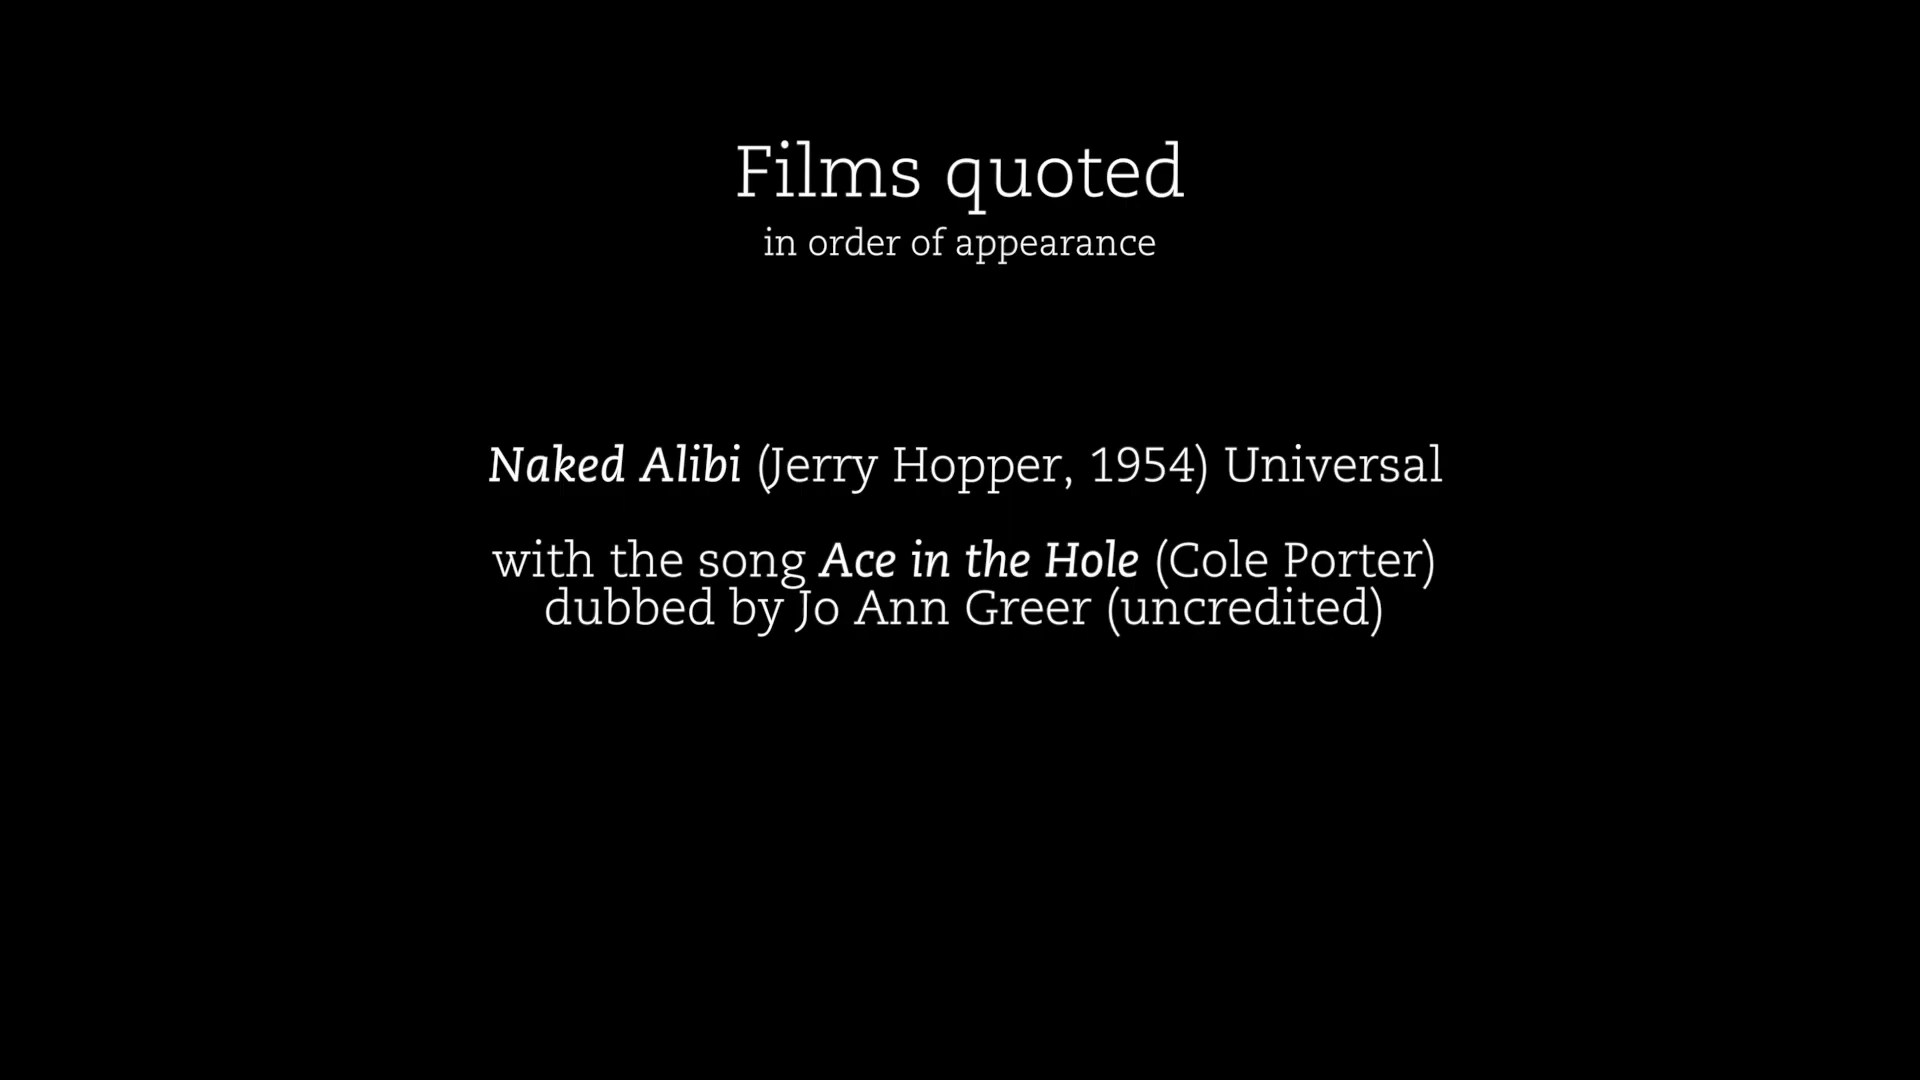 Films quoted
in order of appearance
Naked Alibi (Jerry Hopper, 1954) Universal
with the song Ace in the Hole (Cole Porter)
dubbed by Jo Ann Greer (uncredited)